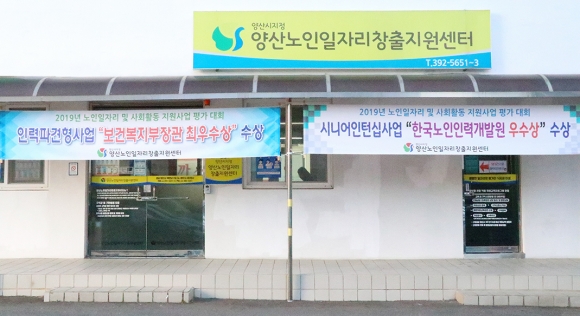 양산시지정
양산노인일자리창출지원센터
T.392-5651~3
2019년 노인일자리 및 사회활동 지원사업 평가 대회
인력파견형사업 "보건복지부장관 최우수상" 수상
양산노인일자리창출지원센터
2019년 노인일자리 및 사회활동 지원사업 평가 대회
시니어인턴십사업 "한국노인인력개발원 우수상" 수상
양산노인일자리창출지원센터